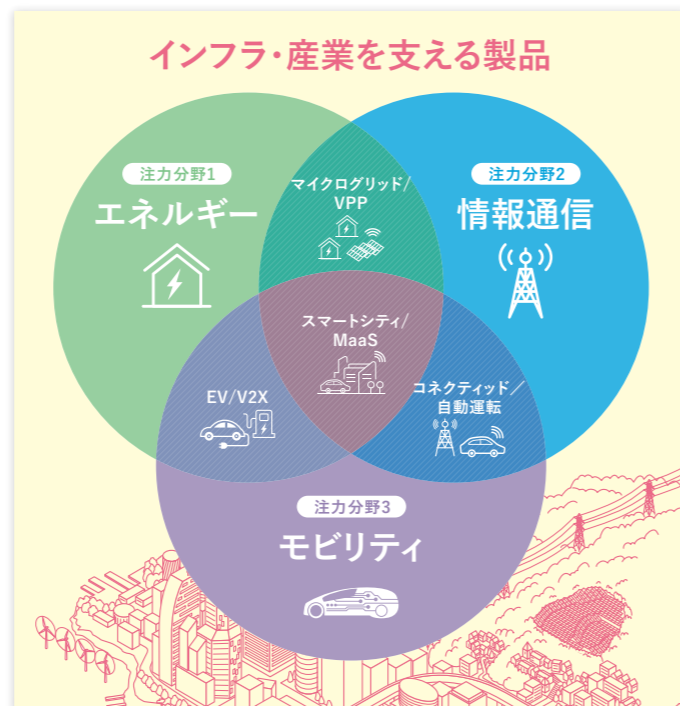 インフラ・産業を支える製品
注力分野1
エネルギー
マイクログリッド/
VPP
注力分野2
情報通信
スマートシティ/
MaaS
EV/V2X
コネクティッド／
自動運転
注力分野3
モビリティ